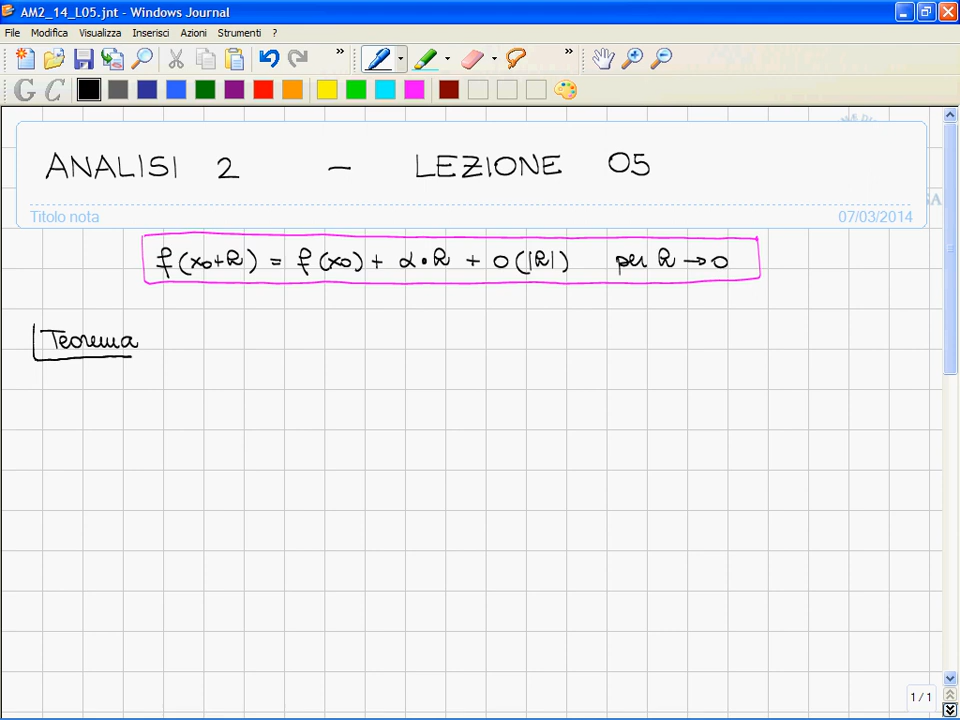 AM2_14_L05.jnt - Windows Journal
File Modifica Visualizza Inserisci Azioni Strumenti ?
ANALISI 2 - LEZIONE 05
Titolo nota 07/03/2014
f(x0+h) = f(x0) + α·h + o(|h|) per h → 0
Teorema
1 / 1